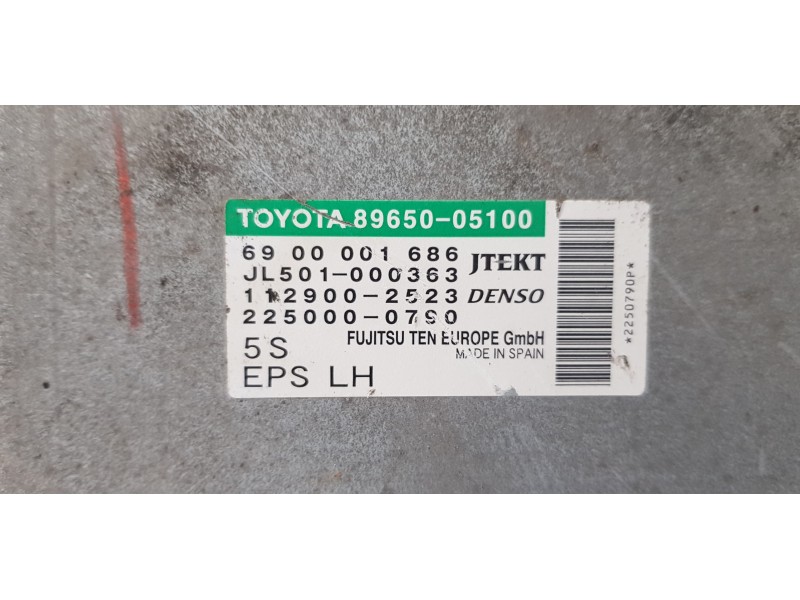 TOYOTA 89650-05100
69 00 001 686 JTEKT
JL501-000363
112900-2523 DENSO
225000-0790
FUJITSU TEN EUROPE GmbH
5S MADE IN SPAIN
EPS LH
*2250790P*